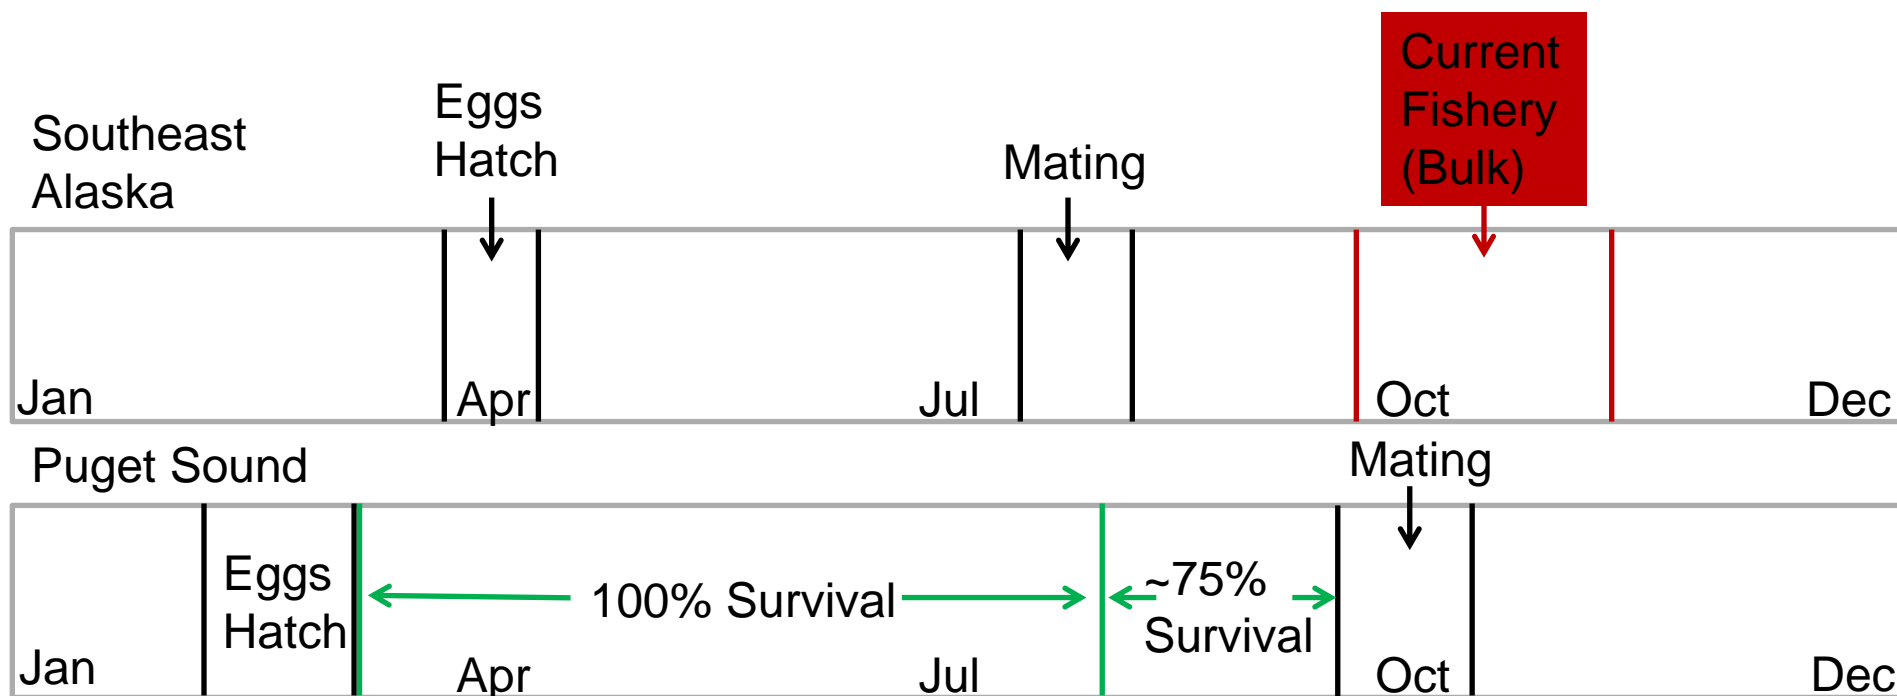 Southeast
Alaska
Eggs
Hatch
Mating
Current
Fishery
(Bulk)
Jan
Apr
Jul
Oct
Dec
Puget Sound
Mating
Eggs
Hatch
100% Survival
~75%
Survival
Jan
Apr
Jul
Oct
Dec